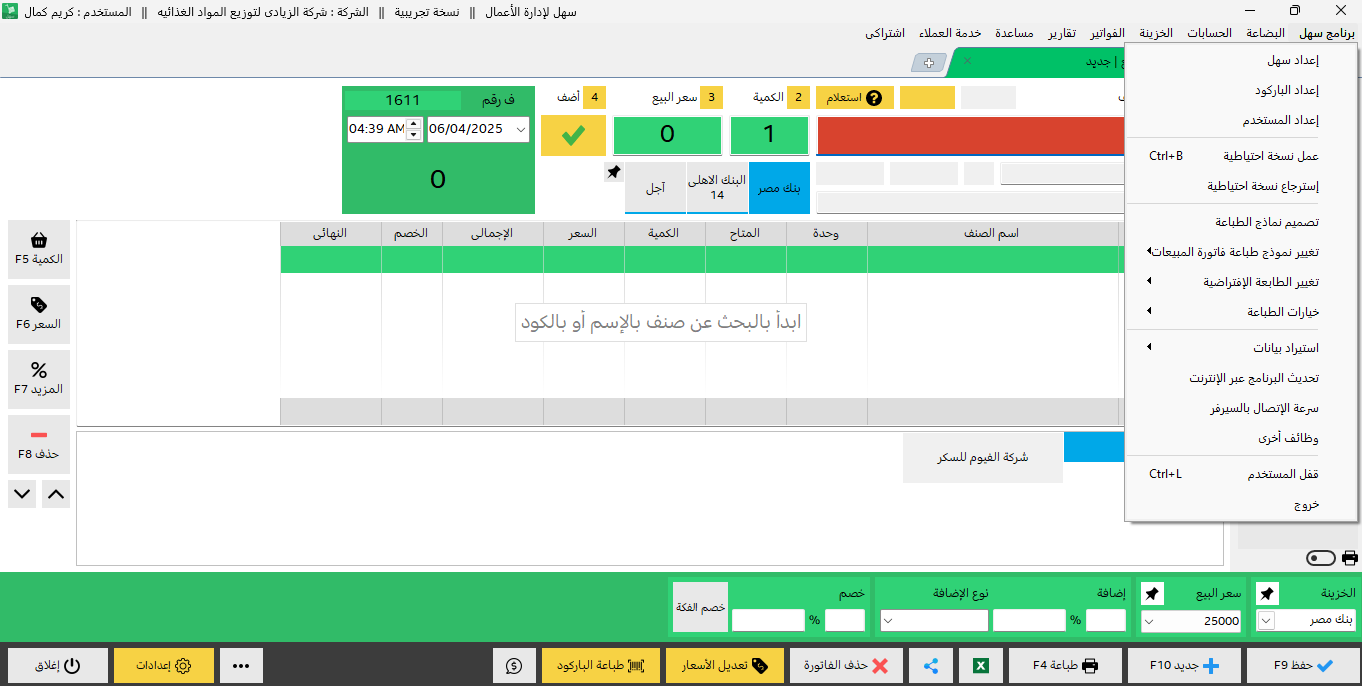 سهل لإدارة الأعمال || نسخة تجريبية || الشركة : شركة الزيادى لتوزيع المواد الغذائيه || المستخدم : كريم كمال
برنامج سهل البضاعة الحسابات الخزينة الفواتير تقارير مساعدة خدمة العملاء اشتراكى
| جديد
إعداد سهل
إعداد الباركود
إعداد المستخدم
عمل نسخة احتياطية Ctrl+B
إسترجاع نسخة احتياطية
تصميم نماذج الطباعة
تغيير نموذج طباعة فاتورة المبيعات
تغيير الطابعة الإفتراضية
خيارات الطباعة
استيراد بيانات
تحديث البرنامج عبر الإنترنت
سرعة الإتصال بالسيرفر
وظائف أخرى
قفل المستخدم Ctrl+L
خروج
استعلام 2 الكمية 3 سعر البيع 4 أضف
1 0
ف رقم 1611
06/04/2025 04:39 AM
0
بنك مصر البنك الاهلى 14 آجل
اسم الصنف وحدة المتاح الكمية السعر الإجمالى الخصم النهائى
ابدأ بالبحث عن صنف بالإسم أو بالكود
الكمية F5
السعر F6
% المزيد F7
حذف F8
شركة الفيوم للسكر
الخزينة سعر البيع إضافة نوع الإضافة خصم
بنك مصر 25000 % % خصم الفكة
حفظ F9 جديد F10 طباعة F4 حذف الفاتورة تعديل الأسعار طباعة الباركود إعدادات إغلاق